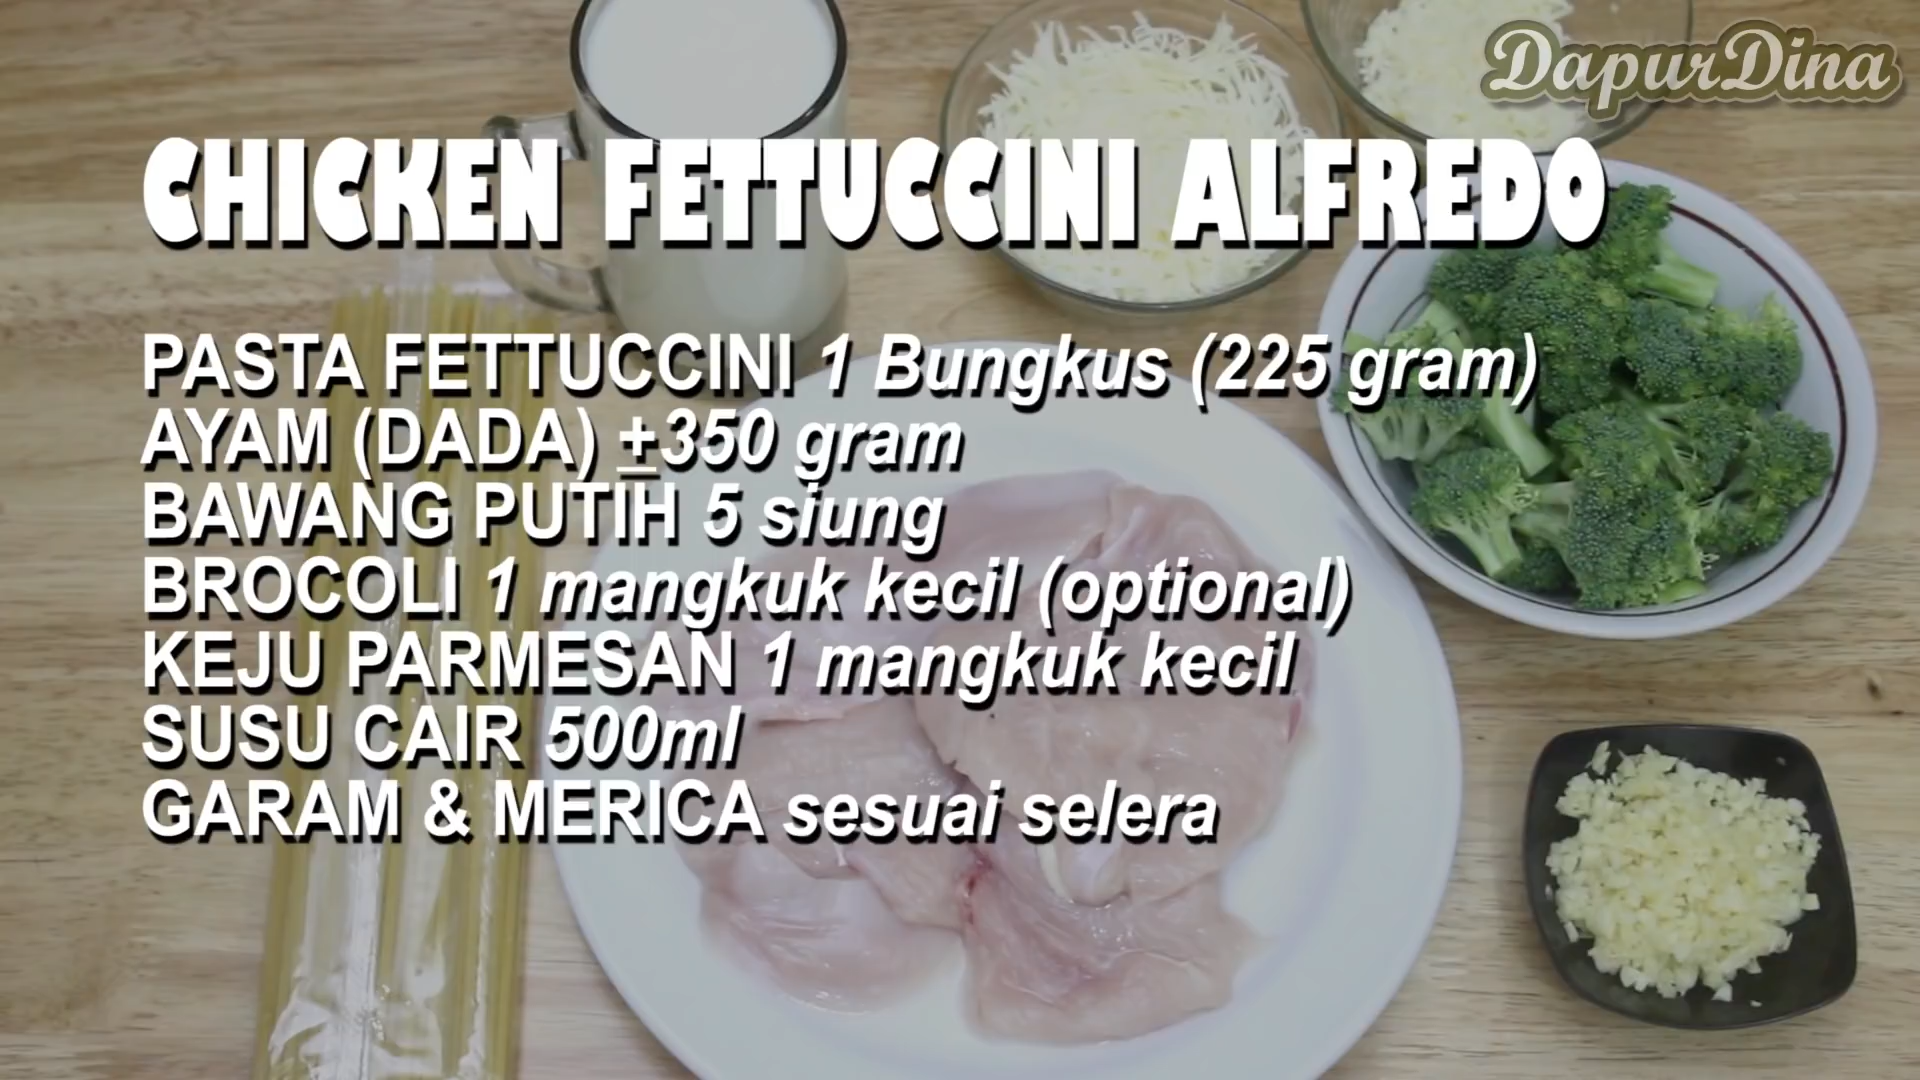 DapurDina
CHICKEN FETTUCCINI ALFREDO
PASTA FETTUCCINI 1 Bungkus (225 gram)
AYAM (DADA) ±350 gram
BAWANG PUTIH 5 siung
BROCOLI 1 mangkuk kecil (optional)
KEJU PARMESAN 1 mangkuk kecil
SUSU CAIR 500ml
GARAM & MERICA sesuai selera